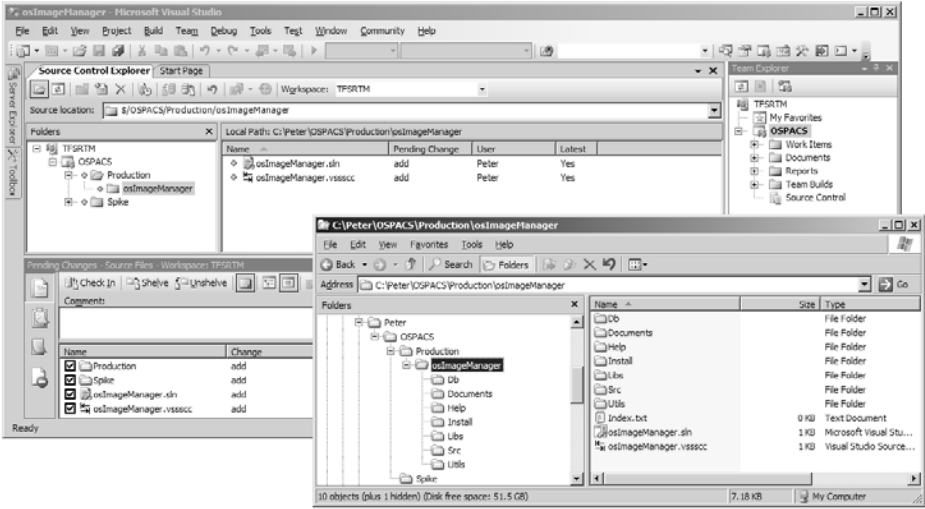 osImageManager - Microsoft Visual Studio
File Edit View Project Build Team Debug Tools Test Window Community Help
Source Control Explorer Start Page
Workspace: TFSRTM
Source location: $/OSPACS/Production/osImageManager
Folders
TFSRTM
OSPACS
Production
osImageManager
Spike
Local Path: C:\Peter\OSPACS\Production\osImageManager
Name Pending Change User Latest
osImageManager.sln add Peter Yes
osImageManager.vssscc add Peter Yes
Server Explorer
Toolbox
Team Explorer
TFSRTM
My Favorites
OSPACS
Work Items
Documents
Reports
Team Builds
Source Control
Pending Changes - Source Files - Workspace: TFSRTM
Check In Shelve Unshelve
Comment:
Name Change
Production add
Spike add
osImageManager.sln add
osImageManager.vssscc add
Ready
C:\Peter\OSPACS\Production\osImageManager
File Edit View Favorites Tools Help
Back Search Folders
Address C:\Peter\OSPACS\Production\osImageManager Go
Folders
Peter
OSPACS
Production
osImageManager
Db
Documents
Help
Install
Libs
Src
Utils
Spike
Name Size Type
Db File Folder
Documents File Folder
Help File Folder
Install File Folder
Libs File Folder
Src File Folder
Utils File Folder
Index.txt 0 KB Text Document
osImageManager.sln 1 KB Microsoft Visual Stu...
osImageManager.vssscc 1 KB Visual Studio Source...
10 objects (plus 1 hidden) (Disk free space: 51.5 GB) 7.18 KB My Computer